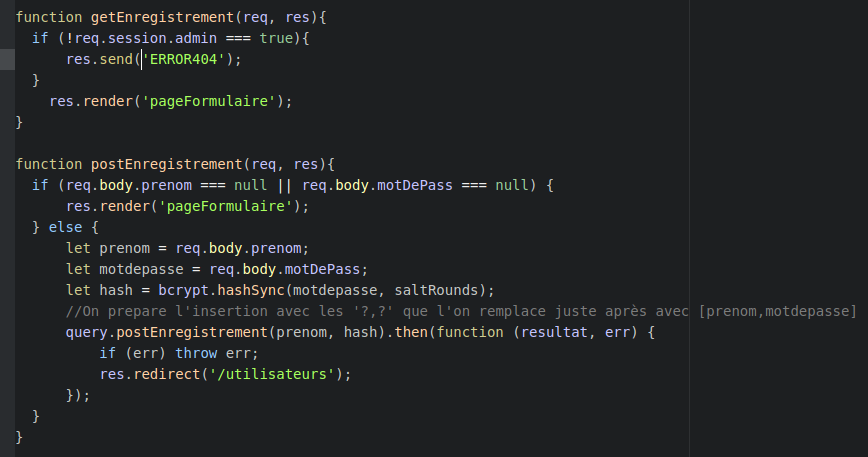 function getEnregistrement(req, res){
  if (!req.session.admin === true){
      res.send('ERROR404');
  }
    res.render('pageFormulaire');
}

function postEnregistrement(req, res){
  if (req.body.prenom === null || req.body.motDePass === null) {
      res.render('pageFormulaire');
  } else {
      let prenom = req.body.prenom;
      let motdepasse = req.body.motDePass;
      let hash = bcrypt.hashSync(motdepasse, saltRounds);
      //On prepare l'insertion avec les '?,?' que l'on remplace juste après avec [prenom,motdepasse]
      query.postEnregistrement(prenom, hash).then(function (resultat, err) {
          if (err) throw err;
          res.redirect('/utilisateurs');
      });
  }
}